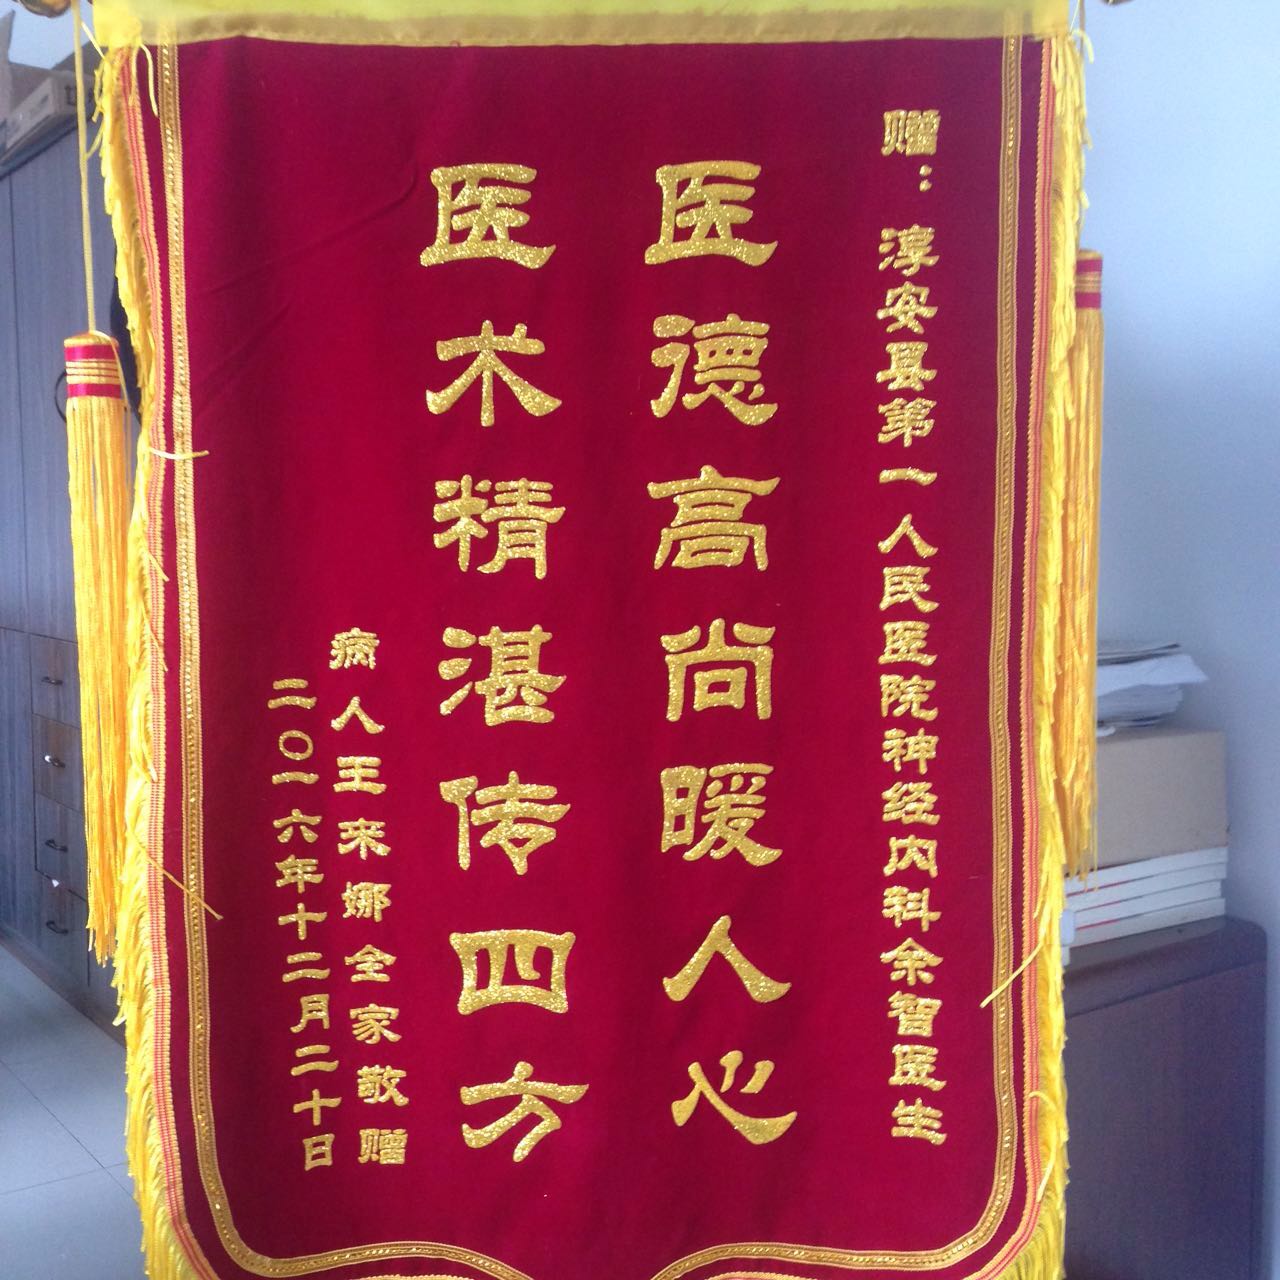 赠：淳安县第一人民医院神经内科余智医生
医德高尚暖人心
医术精湛传四方
病人王来娜全家敬赠
二〇一六年十二月二十日